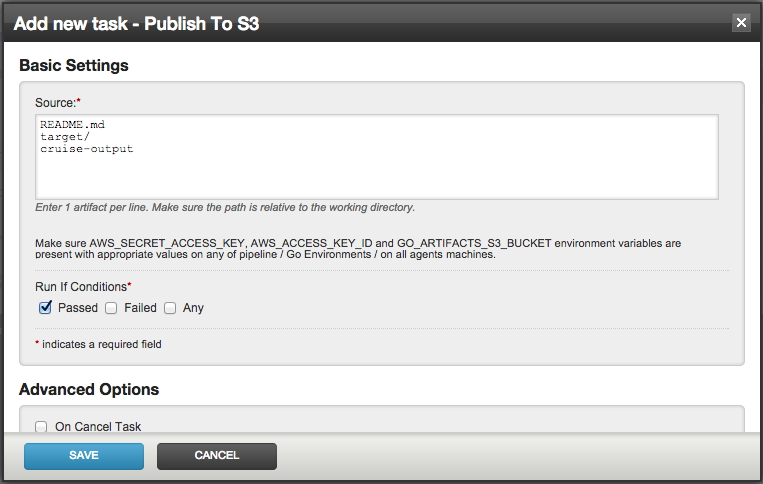 Add new task - Publish To S3
Basic Settings
Source:*
README.md
target/
cruise-output
Enter 1 artifact per line. Make sure the path is relative to the working directory.
Make sure AWS_SECRET_ACCESS_KEY, AWS_ACCESS_KEY_ID and GO_ARTIFACTS_S3_BUCKET environment variables are
present with appropriate values on any of pipeline / Go Environments / on all agents machines.
Run If Conditions*
Passed Failed Any
* indicates a required field
Advanced Options
On Cancel Task
SAVE CANCEL